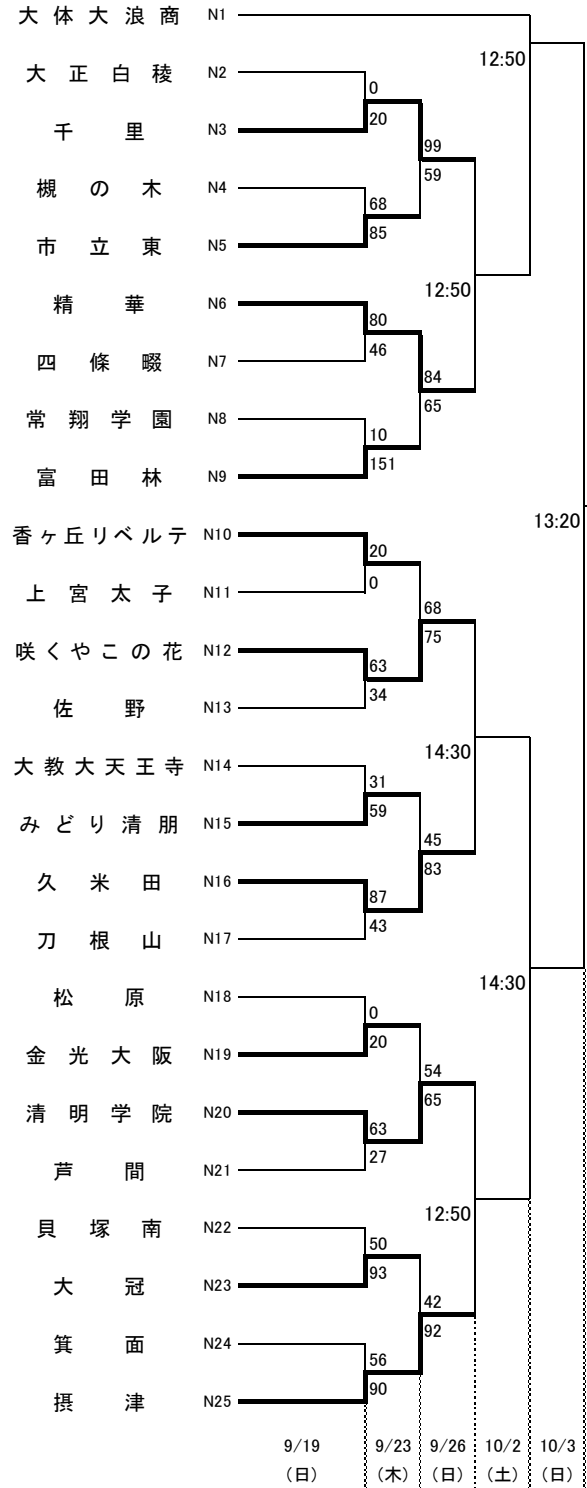 大体大浪商 N1
12:50
大正白稜 N2
0
千里 N3
20
99
59
槻の木 N4
68
市立東 N5
85
12:50
精華 N6
80
四條畷 N7
46
84
65
常翔学園 N8
10
富田林 N9
151
13:20
香ヶ丘リベルテ N10
20
上宮太子 N11
0
68
75
咲くやこの花 N12
63
佐野 N13
34
14:30
大教大天王寺 N14
31
みどり清朋 N15
59
45
83
久米田 N16
87
刀根山 N17
43
14:30
松原 N18
0
金光大阪 N19
20
54
65
清明学院 N20
63
芦間 N21
27
12:50
貝塚南 N22
50
大冠 N23
93
42
92
箕面 N24
56
摂津 N25
90
9/19 9/23 9/26 10/2 10/3
(日) (木) (日) (土) (日)